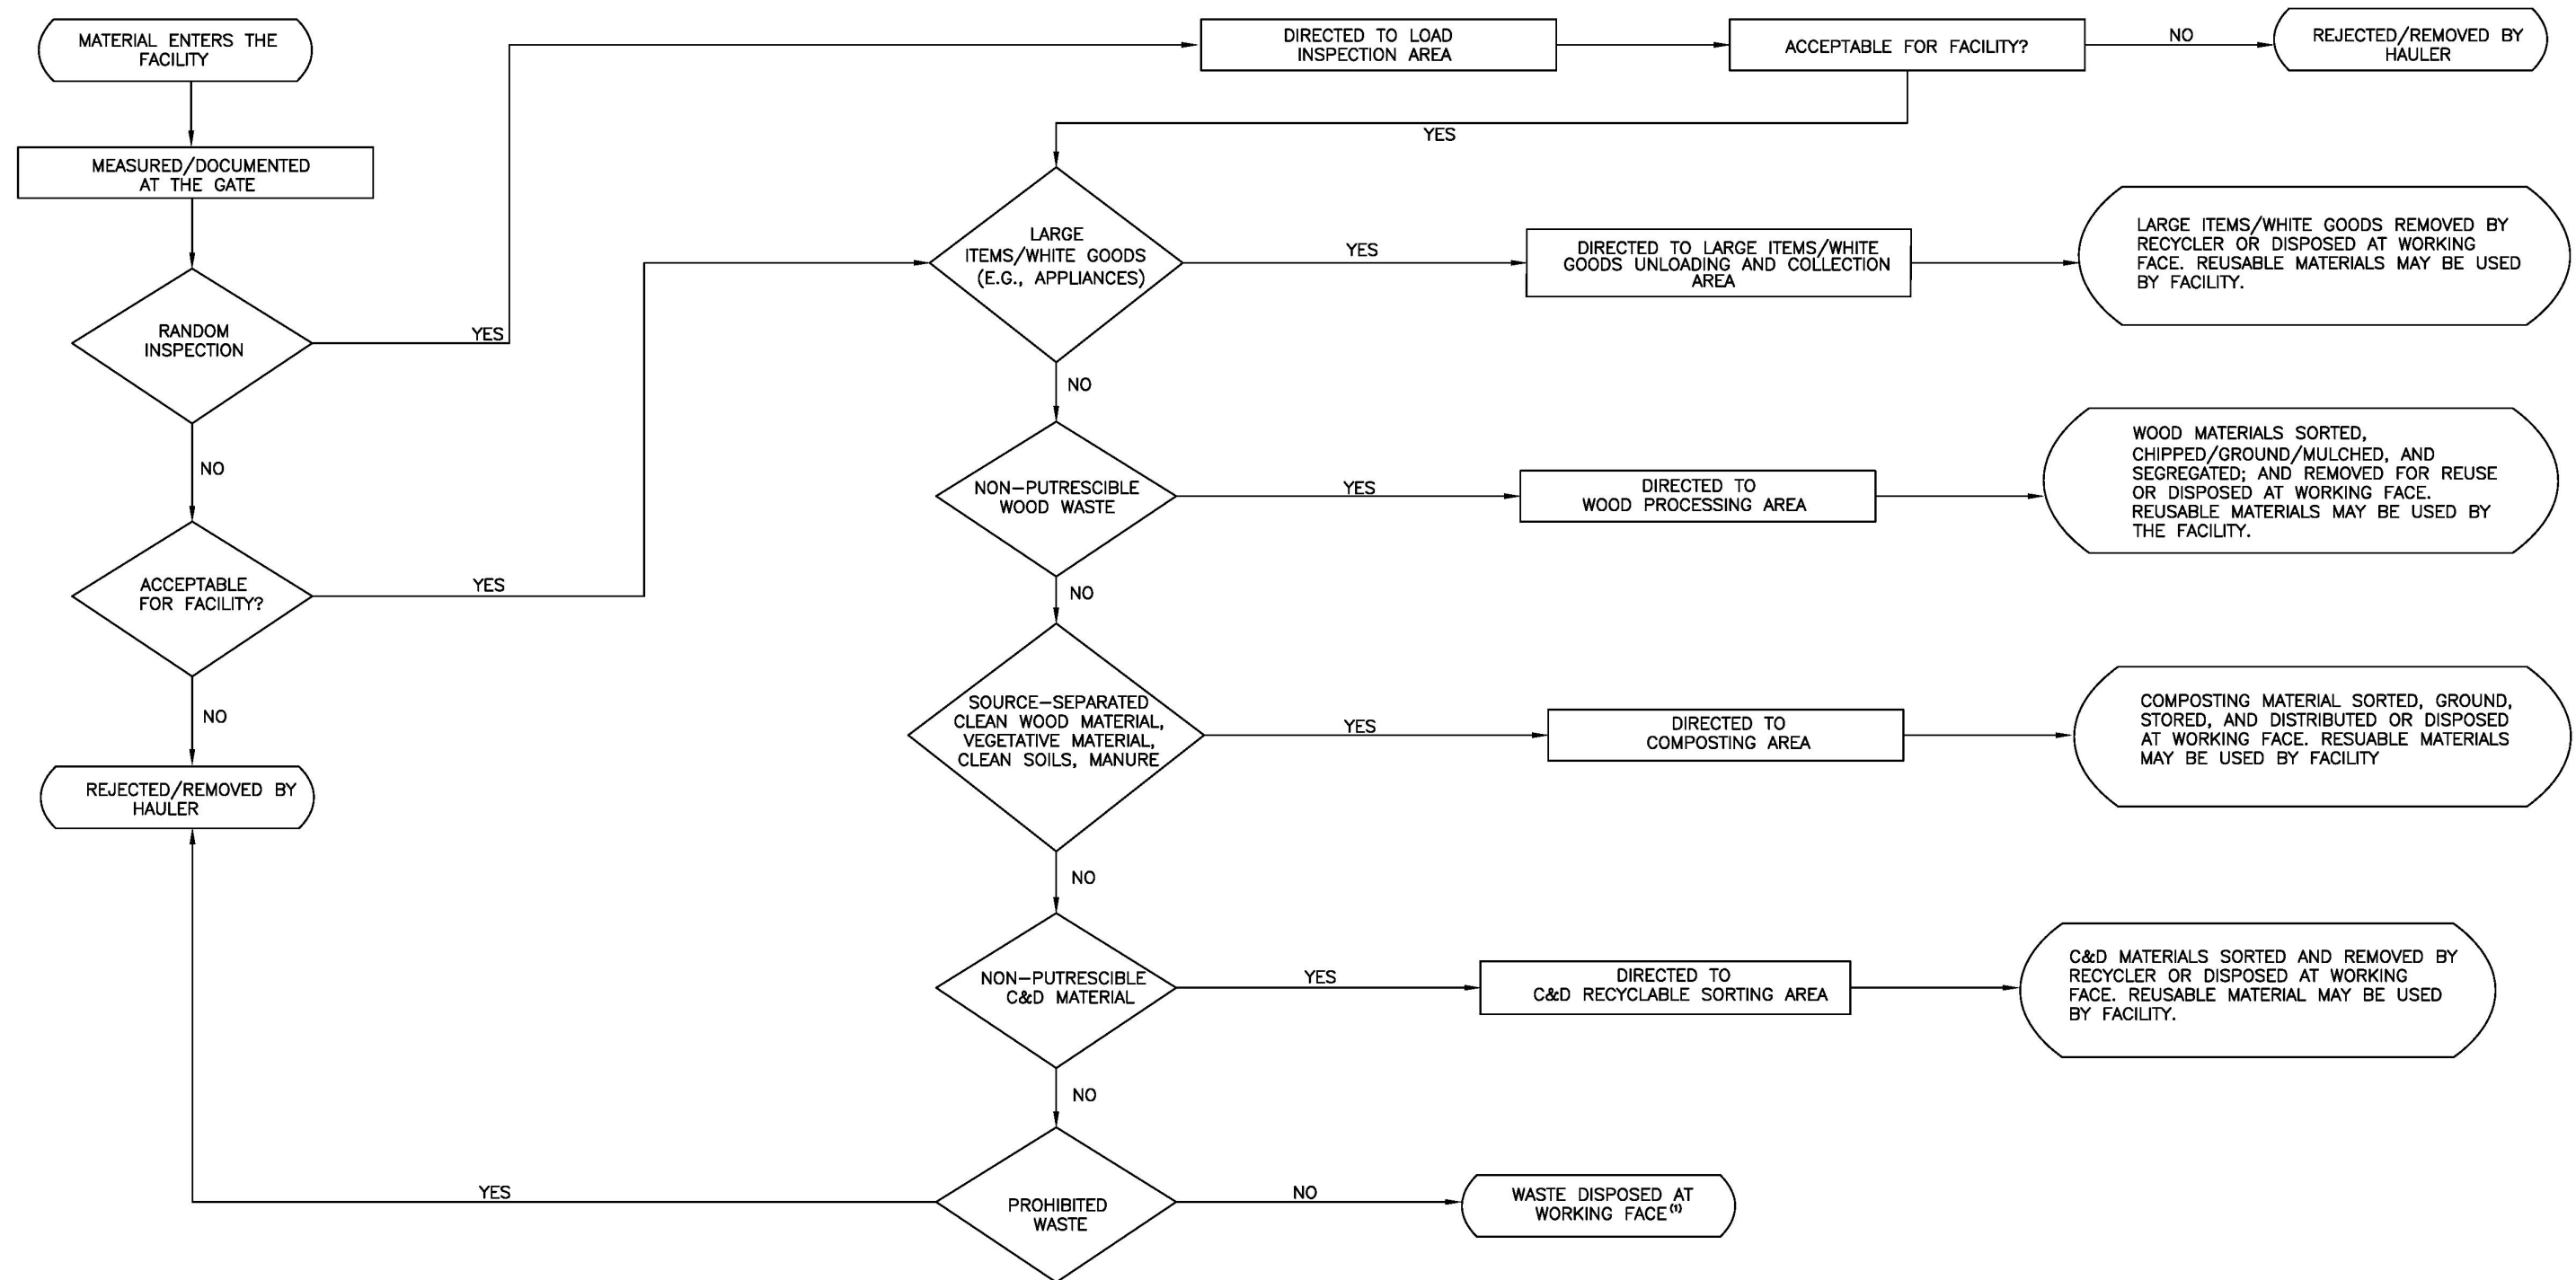 MATERIAL ENTERS THE
FACILITY
DIRECTED TO LOAD
INSPECTION AREA
ACCEPTABLE FOR FACILITY?
NO
REJECTED/REMOVED BY
HAULER
YES
MEASURED/DOCUMENTED
AT THE GATE
RANDOM
INSPECTION
YES
NO
LARGE
ITEMS/WHITE GOODS
(E.G., APPLIANCES)
YES
DIRECTED TO LARGE ITEMS/WHITE
GOODS UNLOADING AND COLLECTION
AREA
LARGE ITEMS/WHITE GOODS REMOVED BY
RECYCLER OR DISPOSED AT WORKING
FACE. REUSABLE MATERIALS MAY BE USED
BY FACILITY.
NO
NON-PUTRESCIBLE
WOOD WASTE
YES
DIRECTED TO
WOOD PROCESSING AREA
WOOD MATERIALS SORTED,
CHIPPED/GROUND/MULCHED, AND
SEGREGATED; AND REMOVED FOR REUSE
OR DISPOSED AT WORKING FACE.
REUSABLE MATERIALS MAY BE USED BY
THE FACILITY.
NO
ACCEPTABLE
FOR FACILITY?
YES
NO
SOURCE-SEPARATED
CLEAN WOOD MATERIAL,
VEGETATIVE MATERIAL,
CLEAN SOILS, MANURE
YES
DIRECTED TO
COMPOSTING AREA
COMPOSTING MATERIAL SORTED, GROUND,
STORED, AND DISTRIBUTED OR DISPOSED
AT WORKING FACE. RESUABLE MATERIALS
MAY BE USED BY FACILITY
NO
REJECTED/REMOVED BY
HAULER
NON-PUTRESCIBLE
C&D MATERIAL
YES
DIRECTED TO
C&D RECYCLABLE SORTING AREA
C&D MATERIALS SORTED AND REMOVED BY
RECYCLER OR DISPOSED AT WORKING
FACE. REUSABLE MATERIAL MAY BE USED
BY FACILITY.
NO
PROHIBITED
WASTE
YES
NO
WASTE DISPOSED AT
WORKING FACE(1)